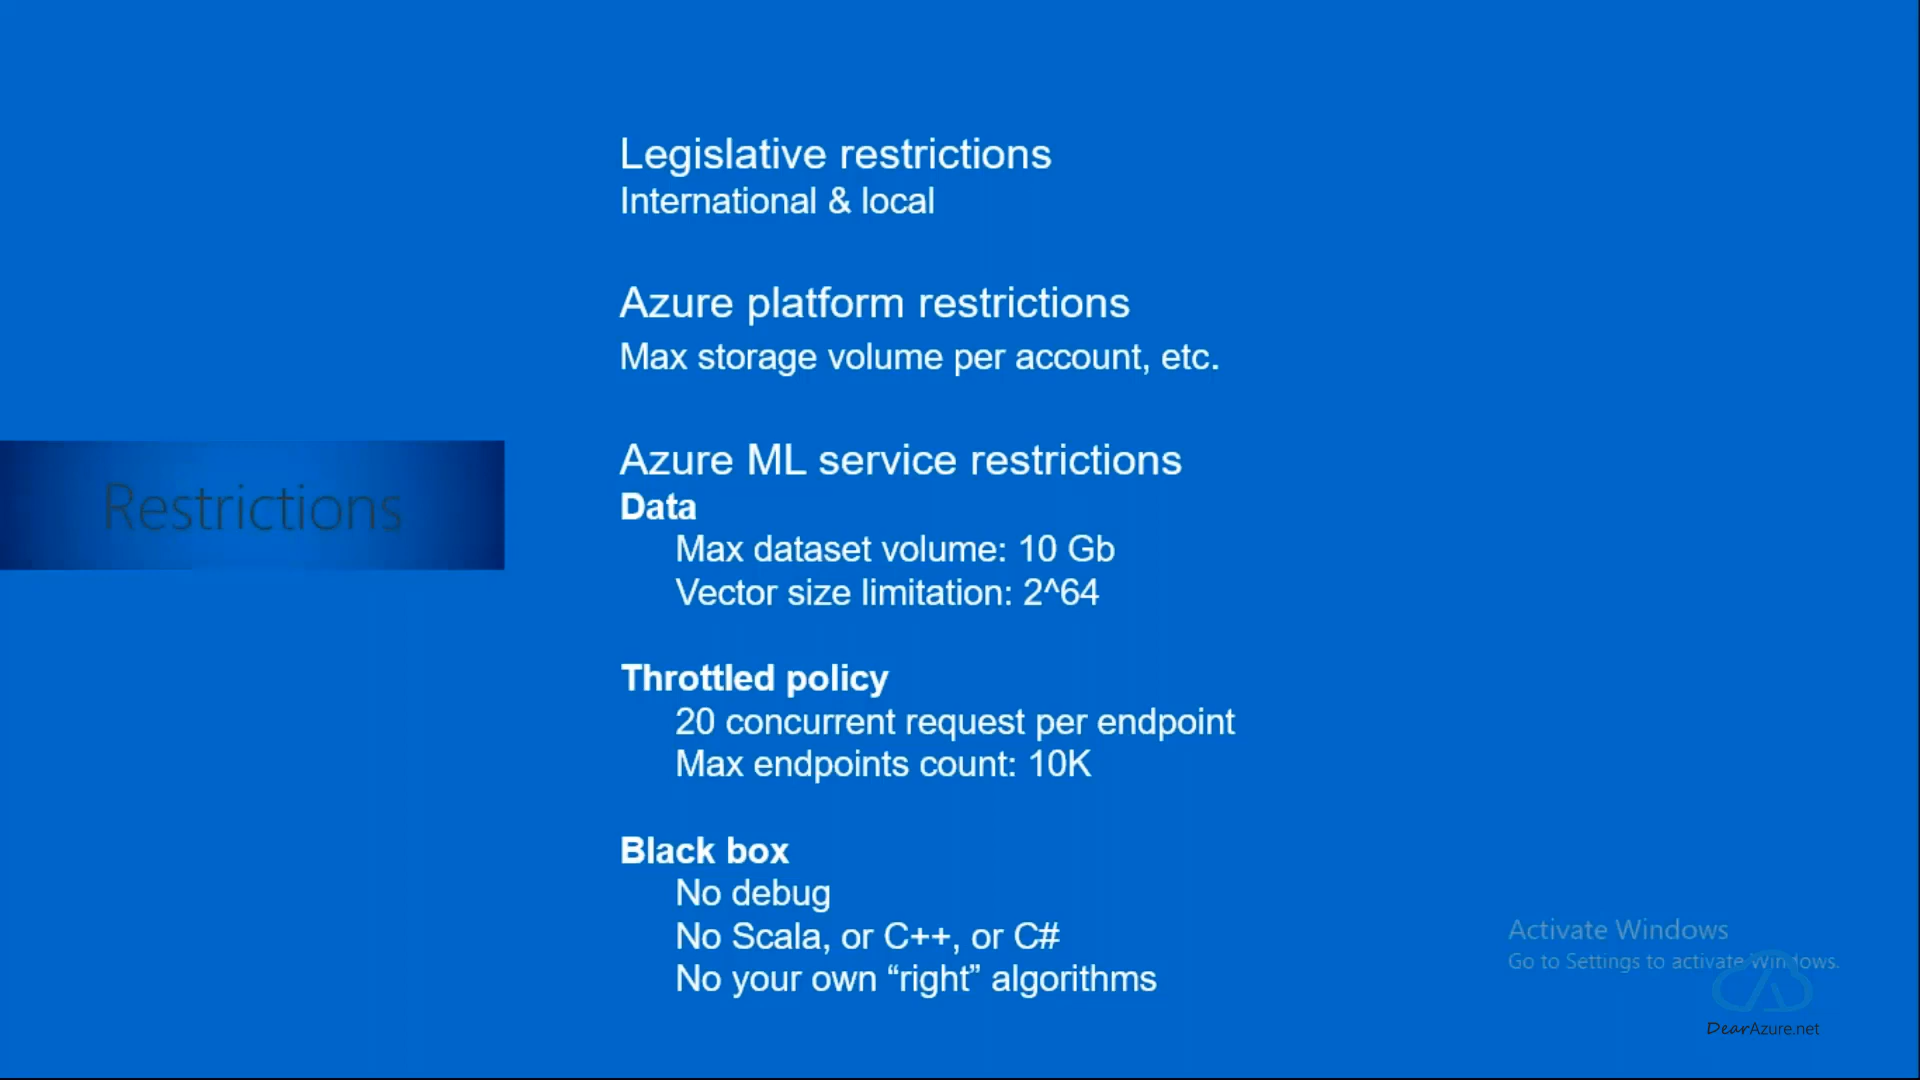 Restrictions
Legislative restrictions
International & local
Azure platform restrictions
Max storage volume per account, etc.
Azure ML service restrictions
Data
Max dataset volume: 10 Gb
Vector size limitation: 2^64
Throttled policy
20 concurrent request per endpoint
Max endpoints count: 10K
Black box
No debug
No Scala, or C++, or C#
No your own “right” algorithms
Activate Windows
Go to Settings to activate Windows.
DearAzure.net